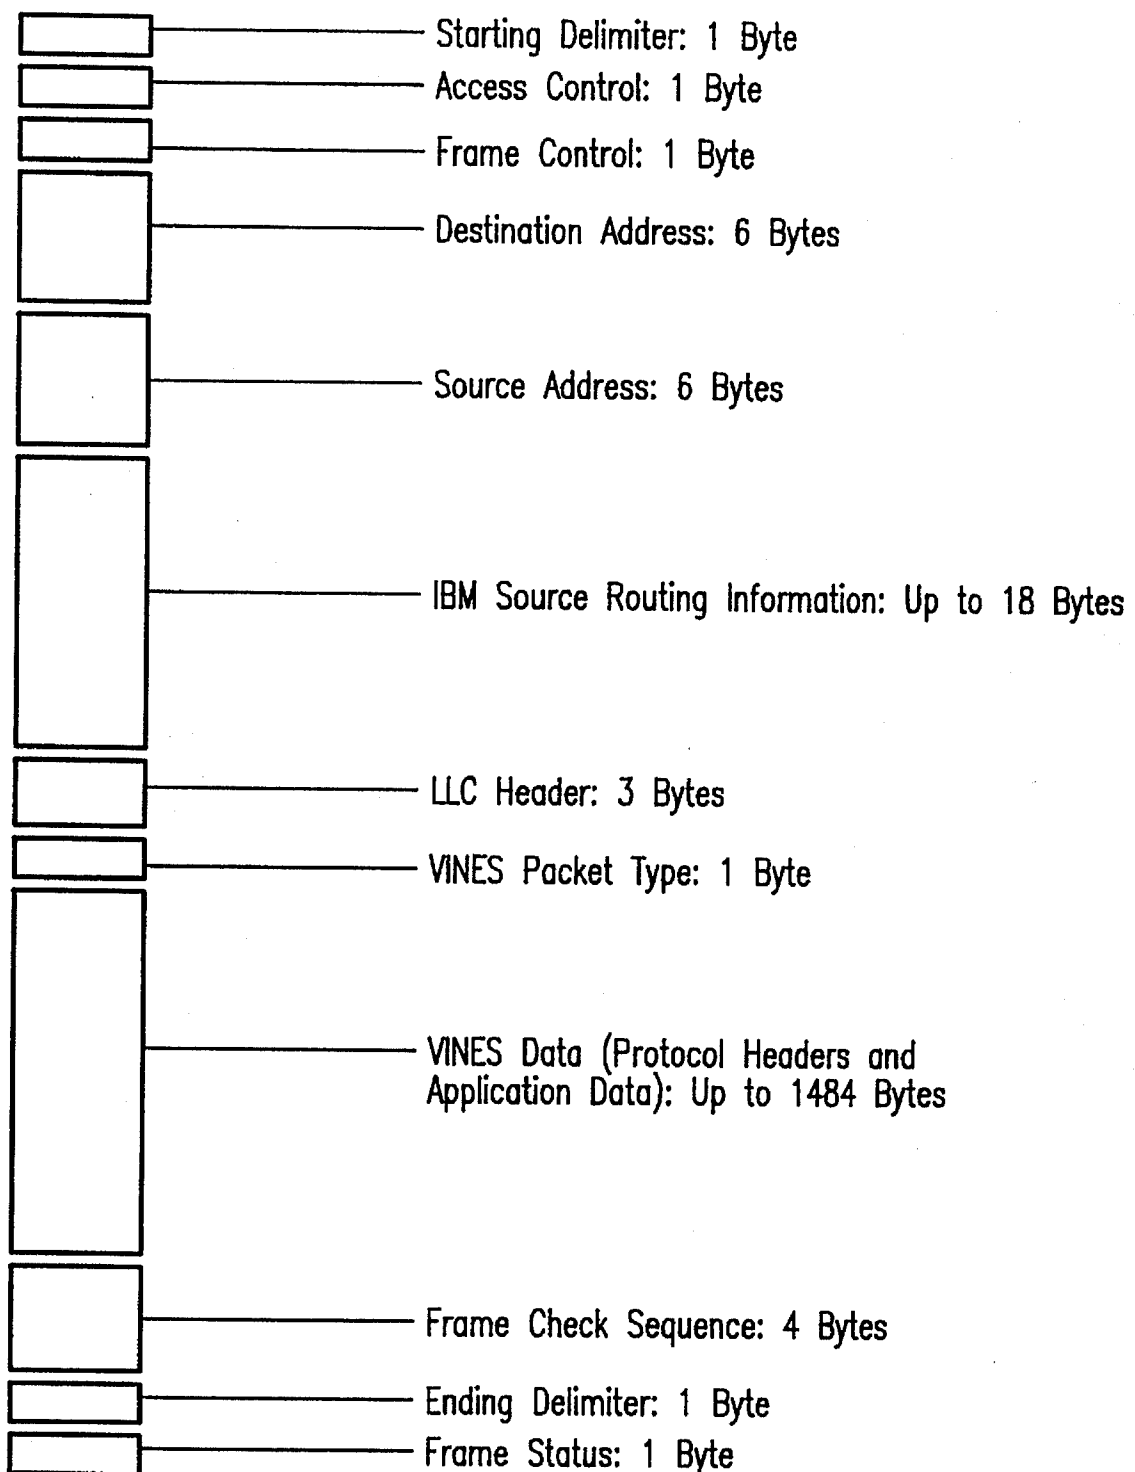 Starting Delimiter: 1 Byte
Access Control: 1 Byte
Frame Control: 1 Byte
Destination Address: 6 Bytes
Source Address: 6 Bytes
IBM Source Routing Information: Up to 18 Bytes
LLC Header: 3 Bytes
VINES Packet Type: 1 Byte
VINES Data (Protocol Headers and
Application Data): Up to 1484 Bytes
Frame Check Sequence: 4 Bytes
Ending Delimiter: 1 Byte
Frame Status: 1 Byte